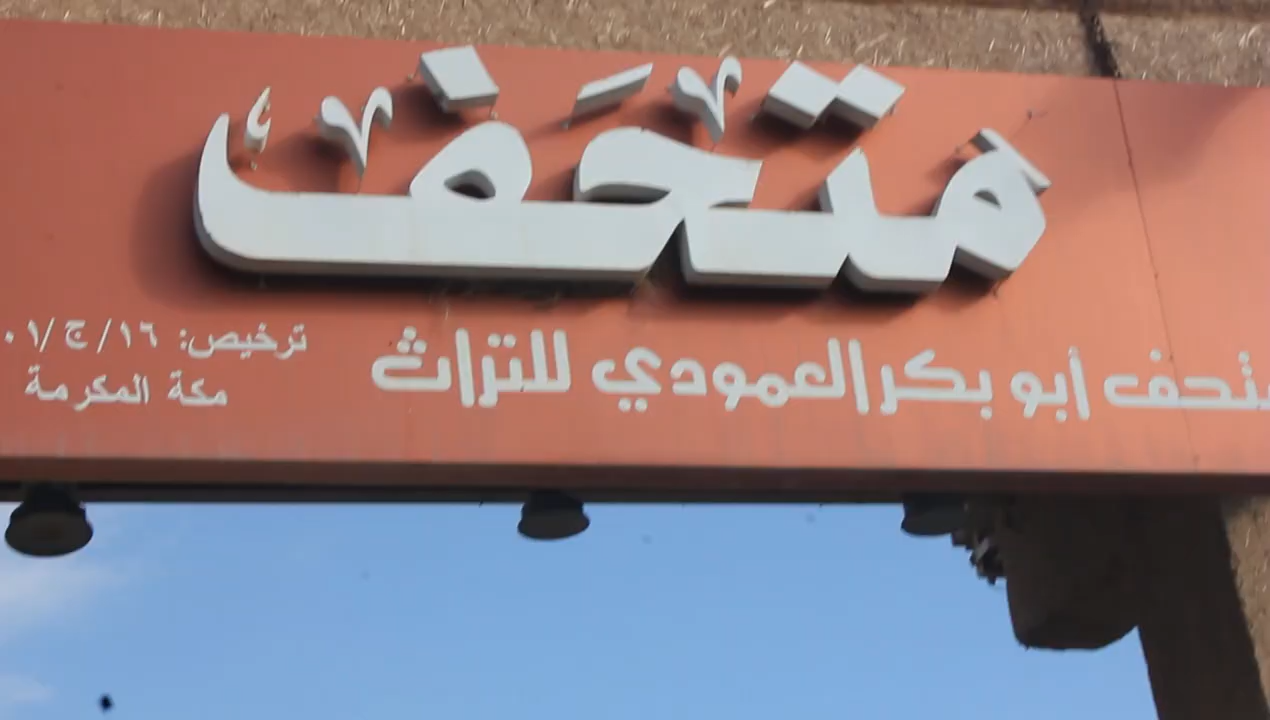 متحف
متحف أبو بكر العمودي للتراث
ترخيص: ١٦/ج/٠١
مكة المكرمة